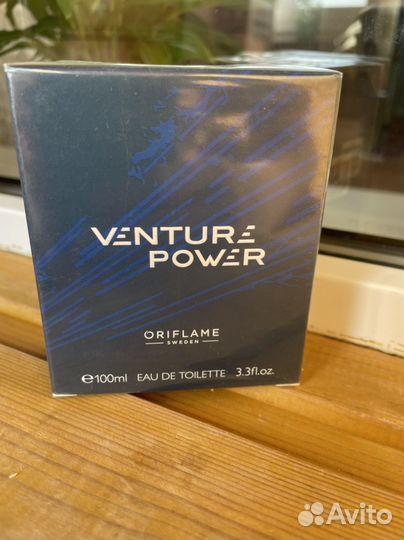 VENTURE
POWER
ORIFLAME
SWEDEN
℮100ml EAU DE TOILETTE 3.3fl.oz.
Avito